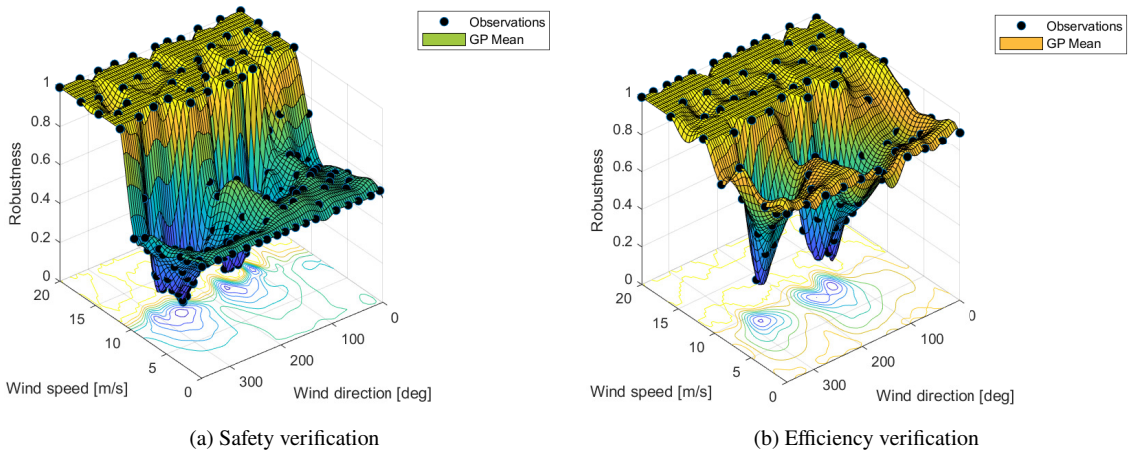 Observations
GP Mean
1
0.8
0.6
0.4
0.2
0
Robustness
20
15
10
5
0
Wind speed [m/s]
300
200
100
0
Wind direction [deg]
(a) Safety verification
Observations
GP Mean
1
0.8
0.6
0.4
0.2
0
Robustness
20
15
10
5
0
Wind speed [m/s]
300
200
100
0
Wind direction [deg]
(b) Efficiency verification